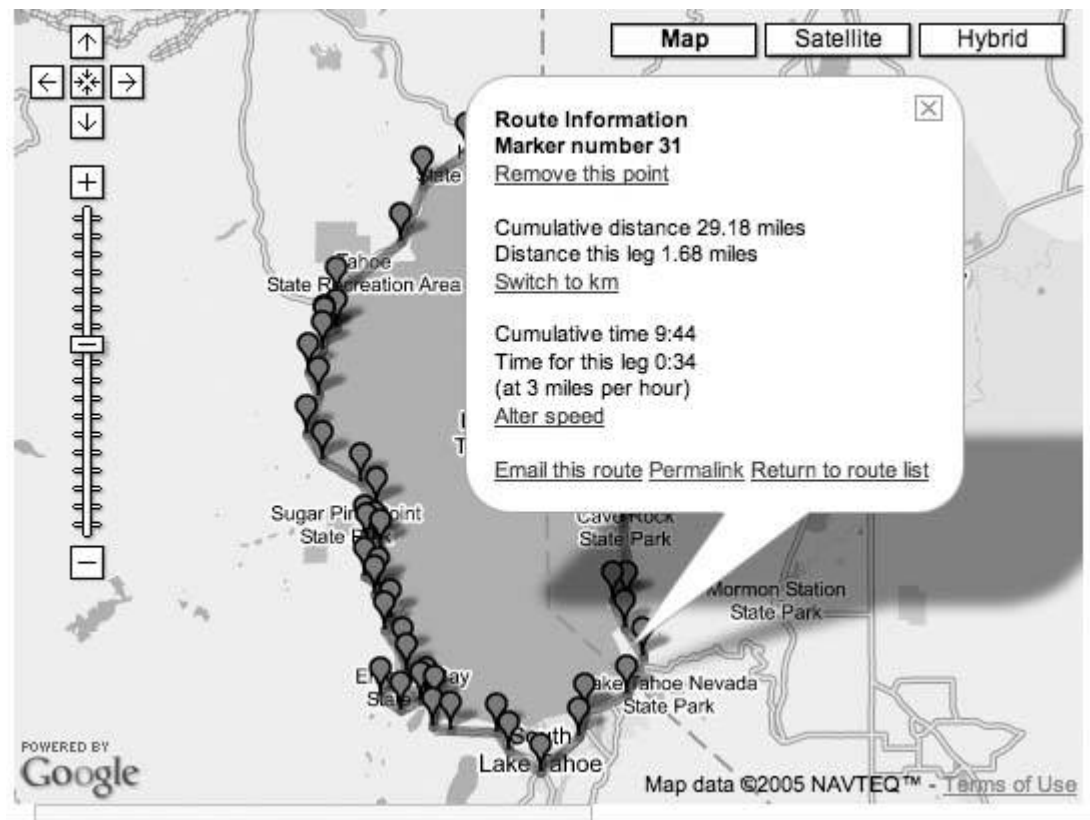 Map
Satellite
Hybrid
Route Information
Marker number 31
Remove this point
Cumulative distance 29.18 miles
Distance this leg 1.68 miles
Switch to km
Cumulative time 9:44
Time for this leg 0:34
(at 3 miles per hour)
Alter speed
Email this route Permalink Return to route list
State
Tahoe
State Recreation Area
Sugar Pine Point
State Park
Cave Rock
State Park
Mormon Station
State Park
State
Lake Tahoe Nevada
State Park
South
Lake Tahoe
POWERED BY
Google
Map data ©2005 NAVTEQ™ - Terms of Use